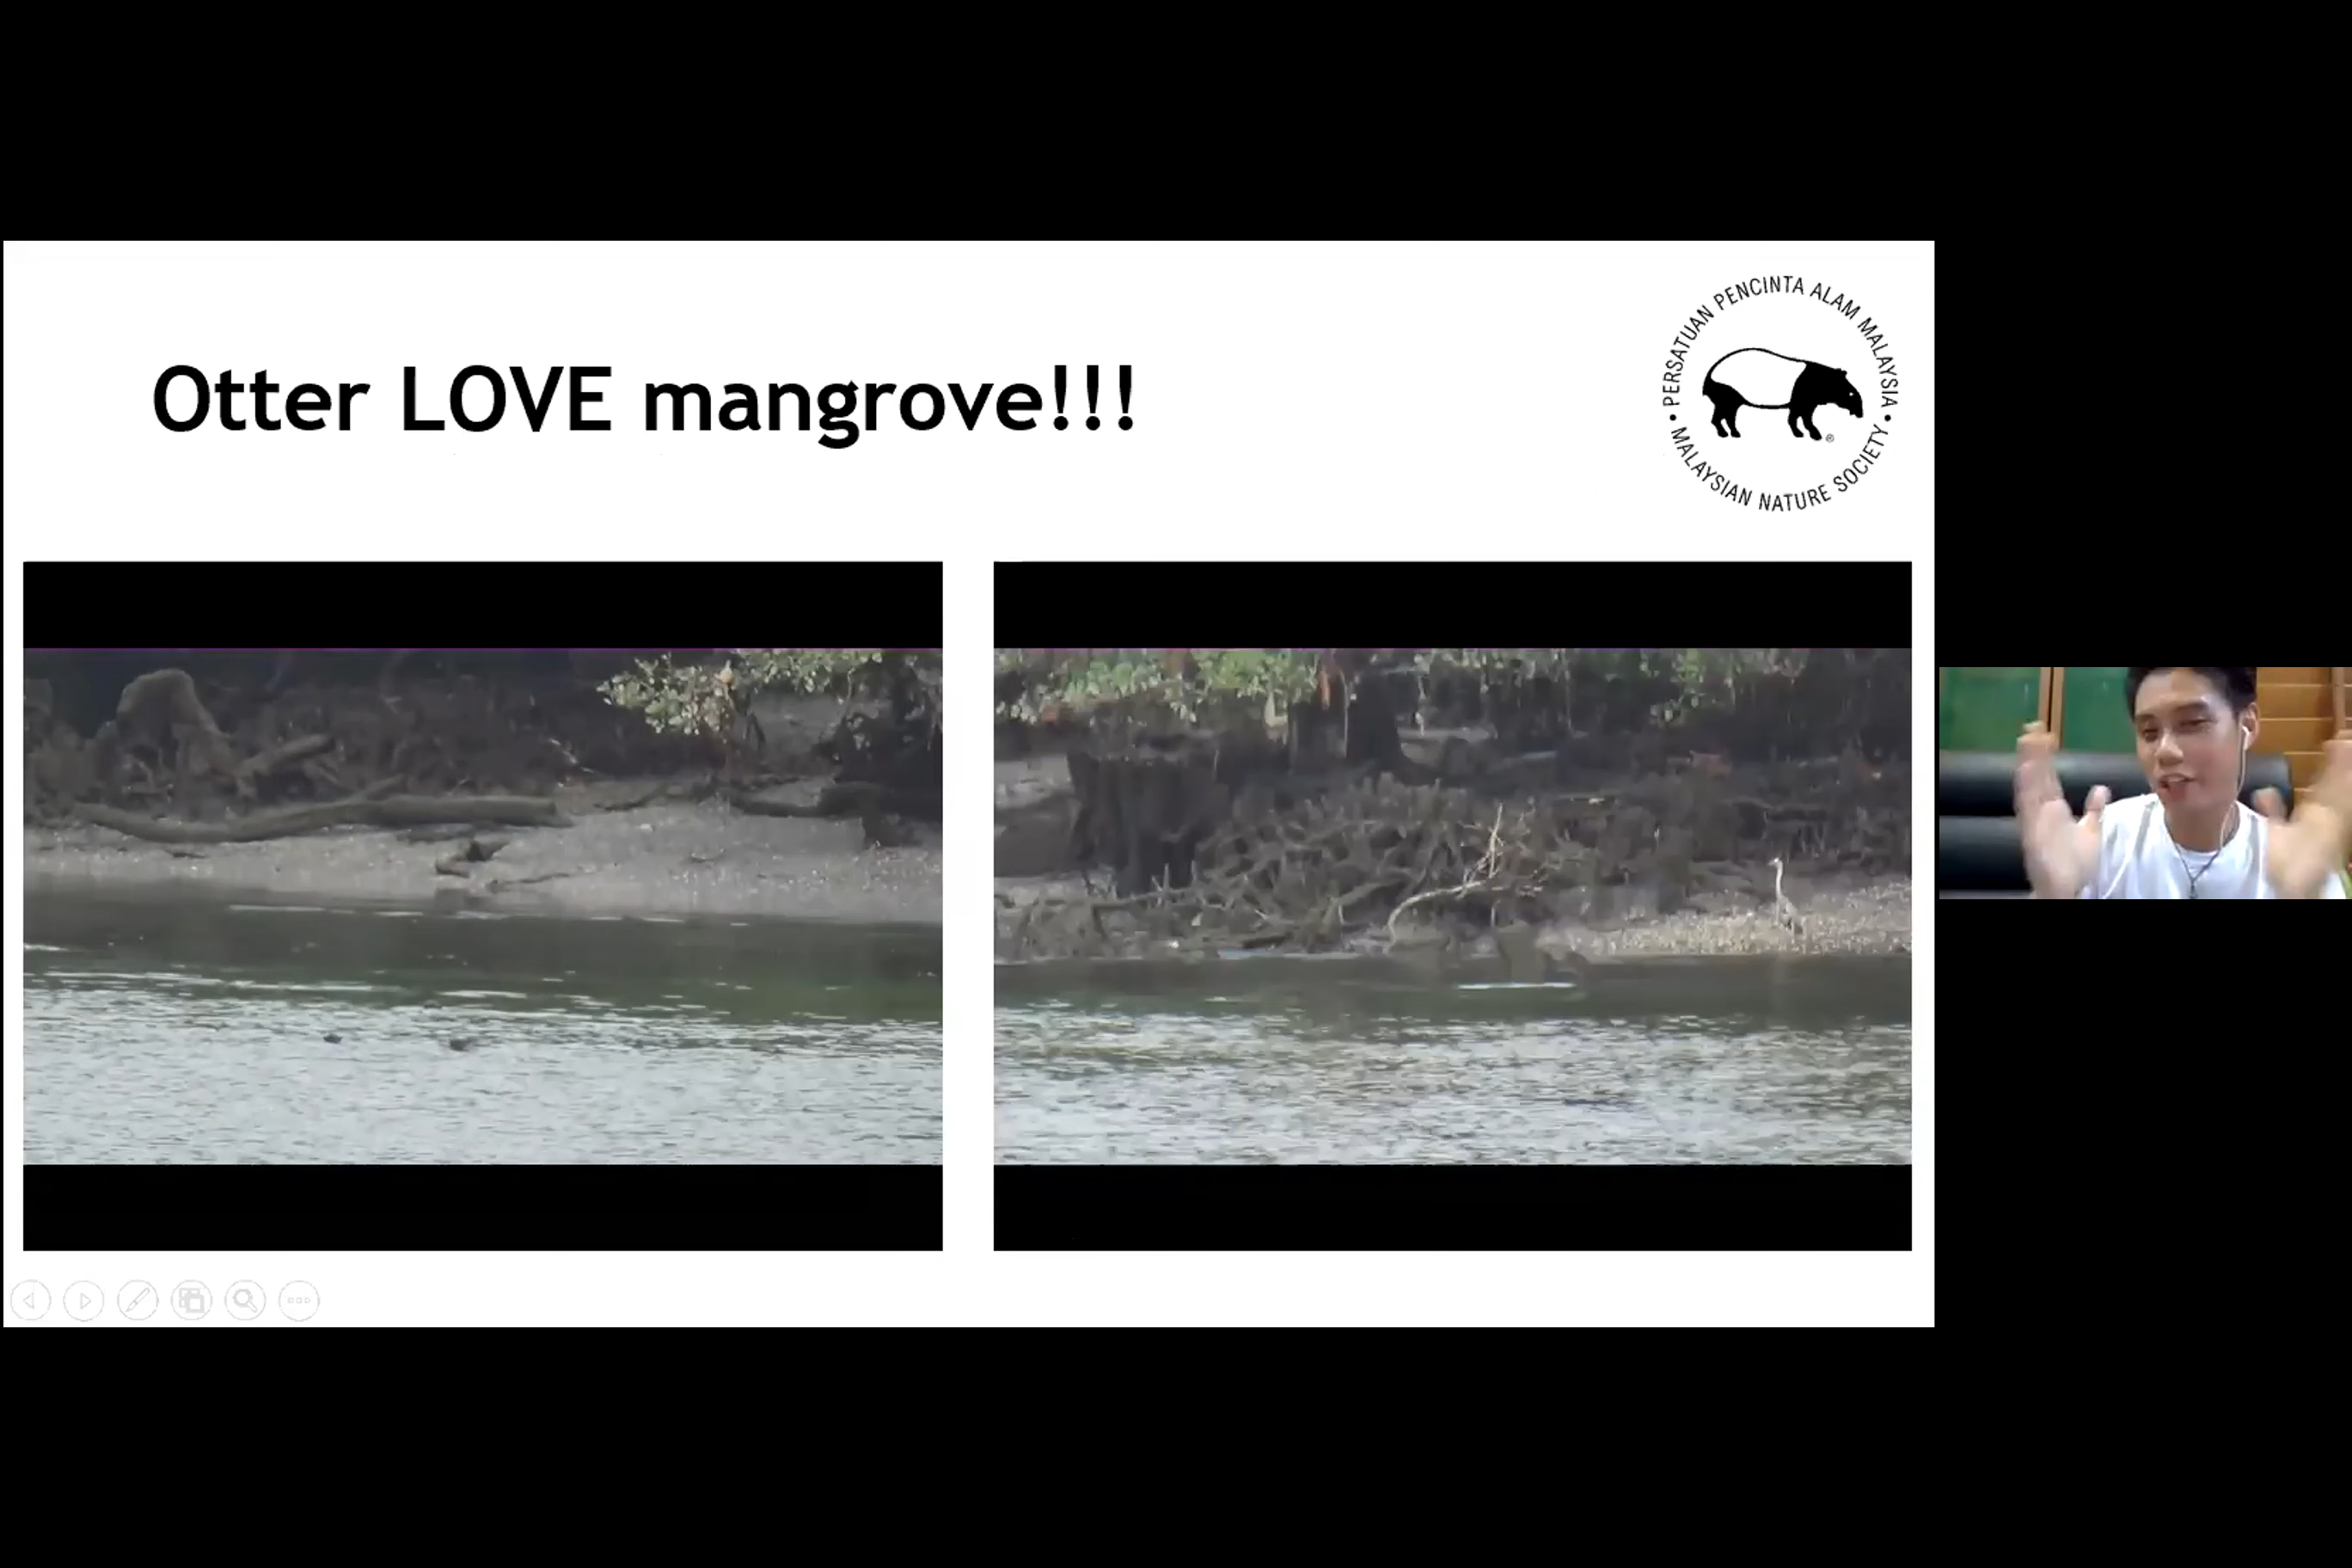 Otter LOVE mangrove!!!
• PERSATUAN PENCINTA ALAM MALAYSIA •
MALAYSIAN NATURE SOCIETY
®